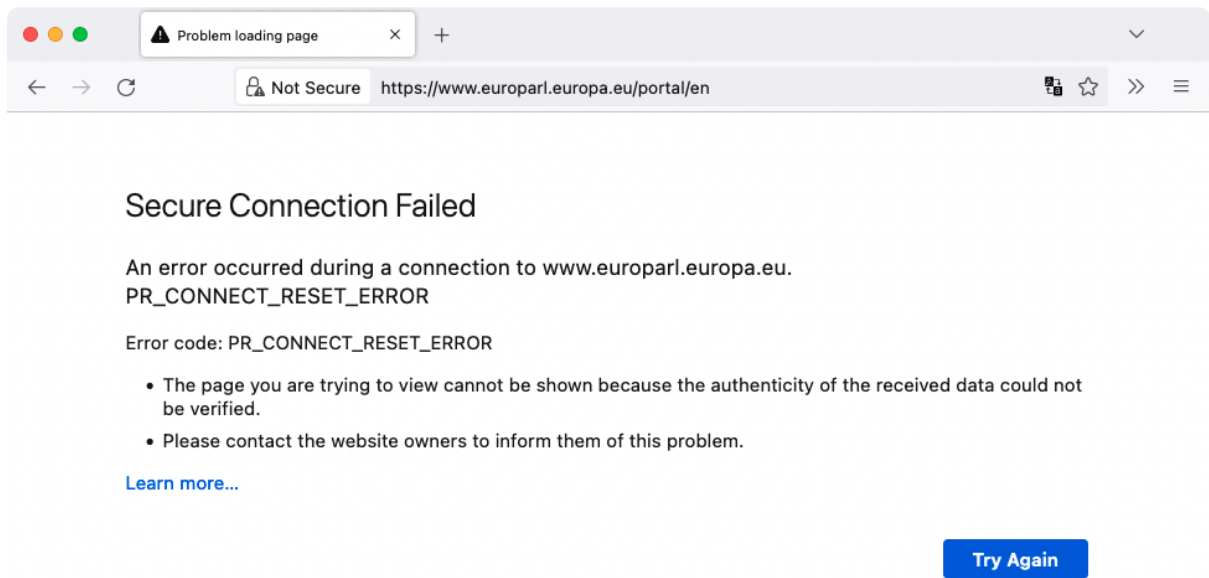 Problem loading page
Not Secure https://www.europarl.europa.eu/portal/en
Secure Connection Failed
An error occurred during a connection to www.europarl.europa.eu.
PR_CONNECT_RESET_ERROR
Error code: PR_CONNECT_RESET_ERROR
• The page you are trying to view cannot be shown because the authenticity of the received data could not
be verified.
• Please contact the website owners to inform them of this problem.
Learn more...
Try Again